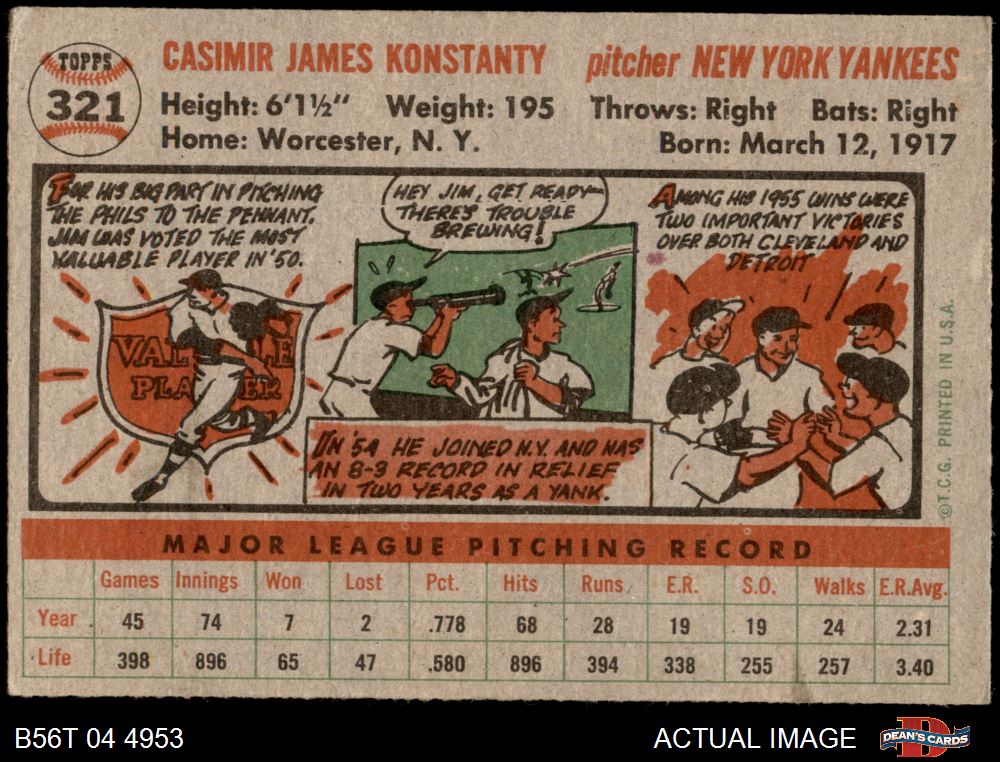 TOPPS
321
CASIMIR JAMES KONSTANTY pitcher NEW YORK YANKEES
Height: 6'1½" Weight: 195 Throws: Right Bats: Right
Home: Worcester, N. Y. Born: March 12, 1917
FOR HIS BIG PART IN PITCHING
THE PHILS TO THE PENNANT,
JIM WAS VOTED THE MOST
VALUABLE PLAYER IN '50.
VAL LE
PLA ER
HEY JIM, GET READY—
THERE'S TROUBLE
BREWING!
IN '54 HE JOINED N.Y. AND HAS
AN 8-3 RECORD IN RELIEF
IN TWO YEARS AS A YANK.
AMONG HIS 1955 WINS WERE
TWO IMPORTANT VICTORIES
OVER BOTH CLEVELAND AND
DETROIT
©T.C.G. PRINTED IN U.S.A.
MAJOR LEAGUE PITCHING RECORD
Games Innings Won Lost Pct. Hits Runs E.R. S.O. Walks E.R.Avg.
Year 45 74 7 2 .778 68 28 19 19 24 2.31
Life 398 896 65 47 .580 896 394 338 255 257 3.40
B56T 04 4953
ACTUAL IMAGE
DEAN'S CARDS